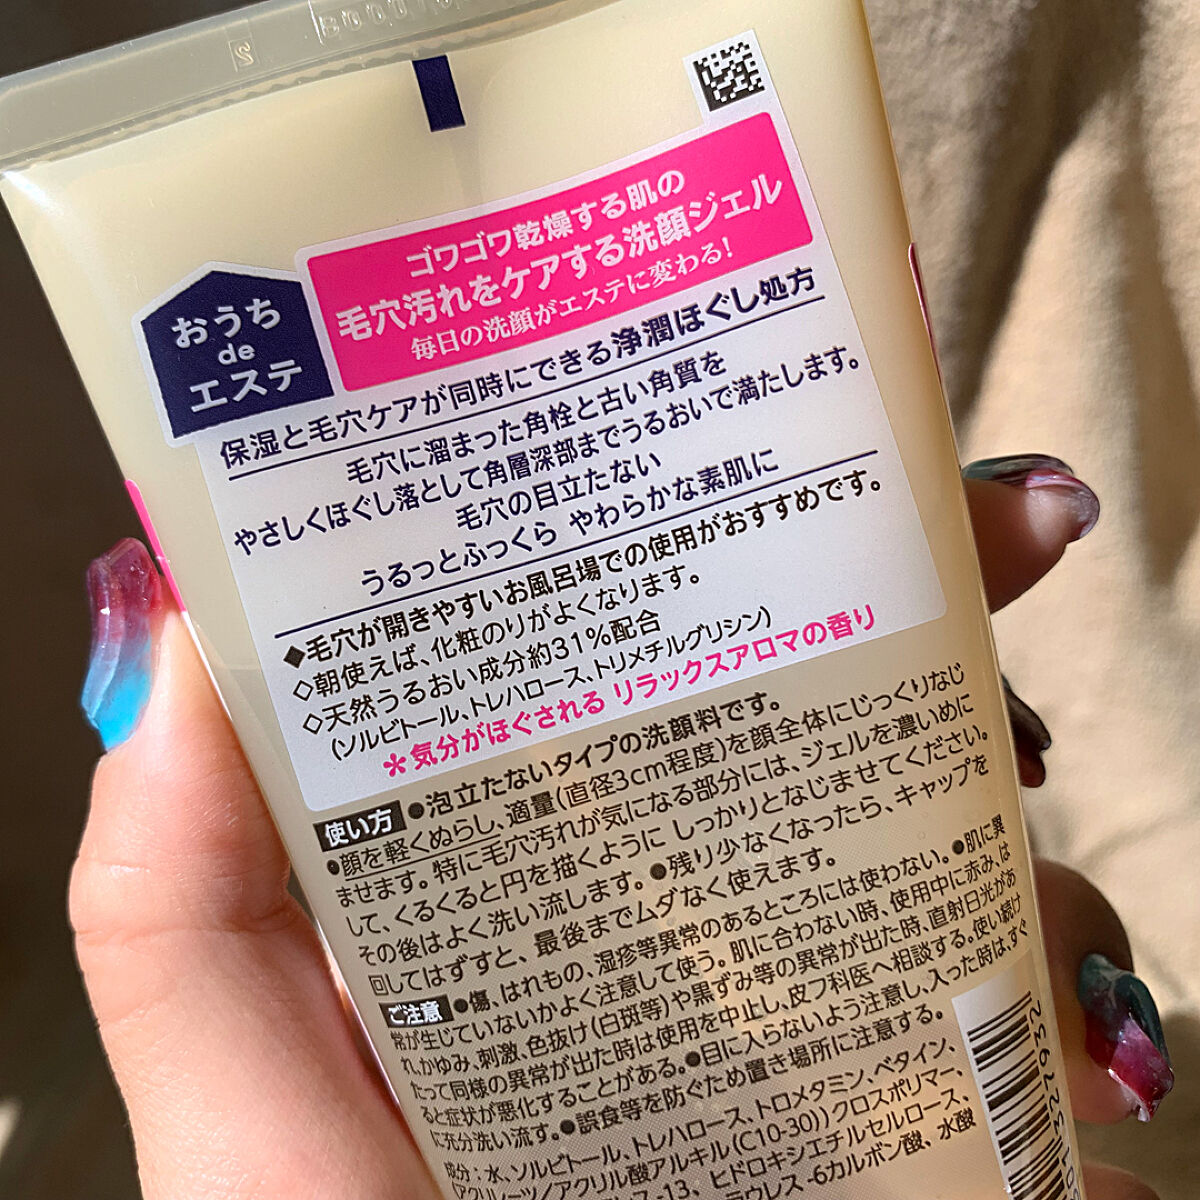 ゴワゴワ乾燥する肌の
毛穴汚れをケアする洗顔ジェル
毎日の洗顔がエステに変わる!
おうち
de
エステ
保湿と毛穴ケアが同時にできる浄潤ほぐし処方
毛穴に溜まった角栓と古い角質を
やさしくほぐし落として角層深部までうるおいで満たします。
毛穴の目立たない
うるっとふっくら やわらかな素肌に
◆毛穴が開きやすいお風呂場での使用がおすすめです。
◇朝使えば、化粧のりがよくなります。
◇天然うるおい成分約31%配合
(ソルビトール、トレハロース、トリメチルグリシン)
*気分がほぐされる リラックスアロマの香り
使い方 ●泡立たないタイプの洗顔料です。
●顔を軽くぬらし、適量(直径3cm程度)を顔全体にじっくりなじ
ませます。特に毛穴汚れが気になる部分には、ジェルを濃いめに
して、くるくると円を描くように しっかりとなじませてください。
その後はよく洗い流します。●残り少なくなったら、キャップを
回してはずすと、最後までムダなく使えます。
ご注意 ●傷、はれもの、湿疹等異常のあるところには使わない。●肌に異
常が生じていないかよく注意して使う。肌に合わない時、使用中に赤み、は
れ、かゆみ、刺激、色抜け(白斑等)や黒ずみ等の異常が出た時、直射日光があ
たって同様の異常が出た時は使用を中止し、皮フ科医へ相談する。使い続け
ると症状が悪化することがある。●目に入らないよう注意し、入った時は、すぐ
に充分洗い流す。●誤食等を防ぐため置き場所に注意する。
成分：水、ソルビトール、トレハロース、トロメタミン、ベタイン、
(アクリレーツ/アクリル酸アルキル(C10-30))クロスポリマー、
-13、ヒドロキシエチルセルロース、
ラウレス-6カルボン酸、水酸